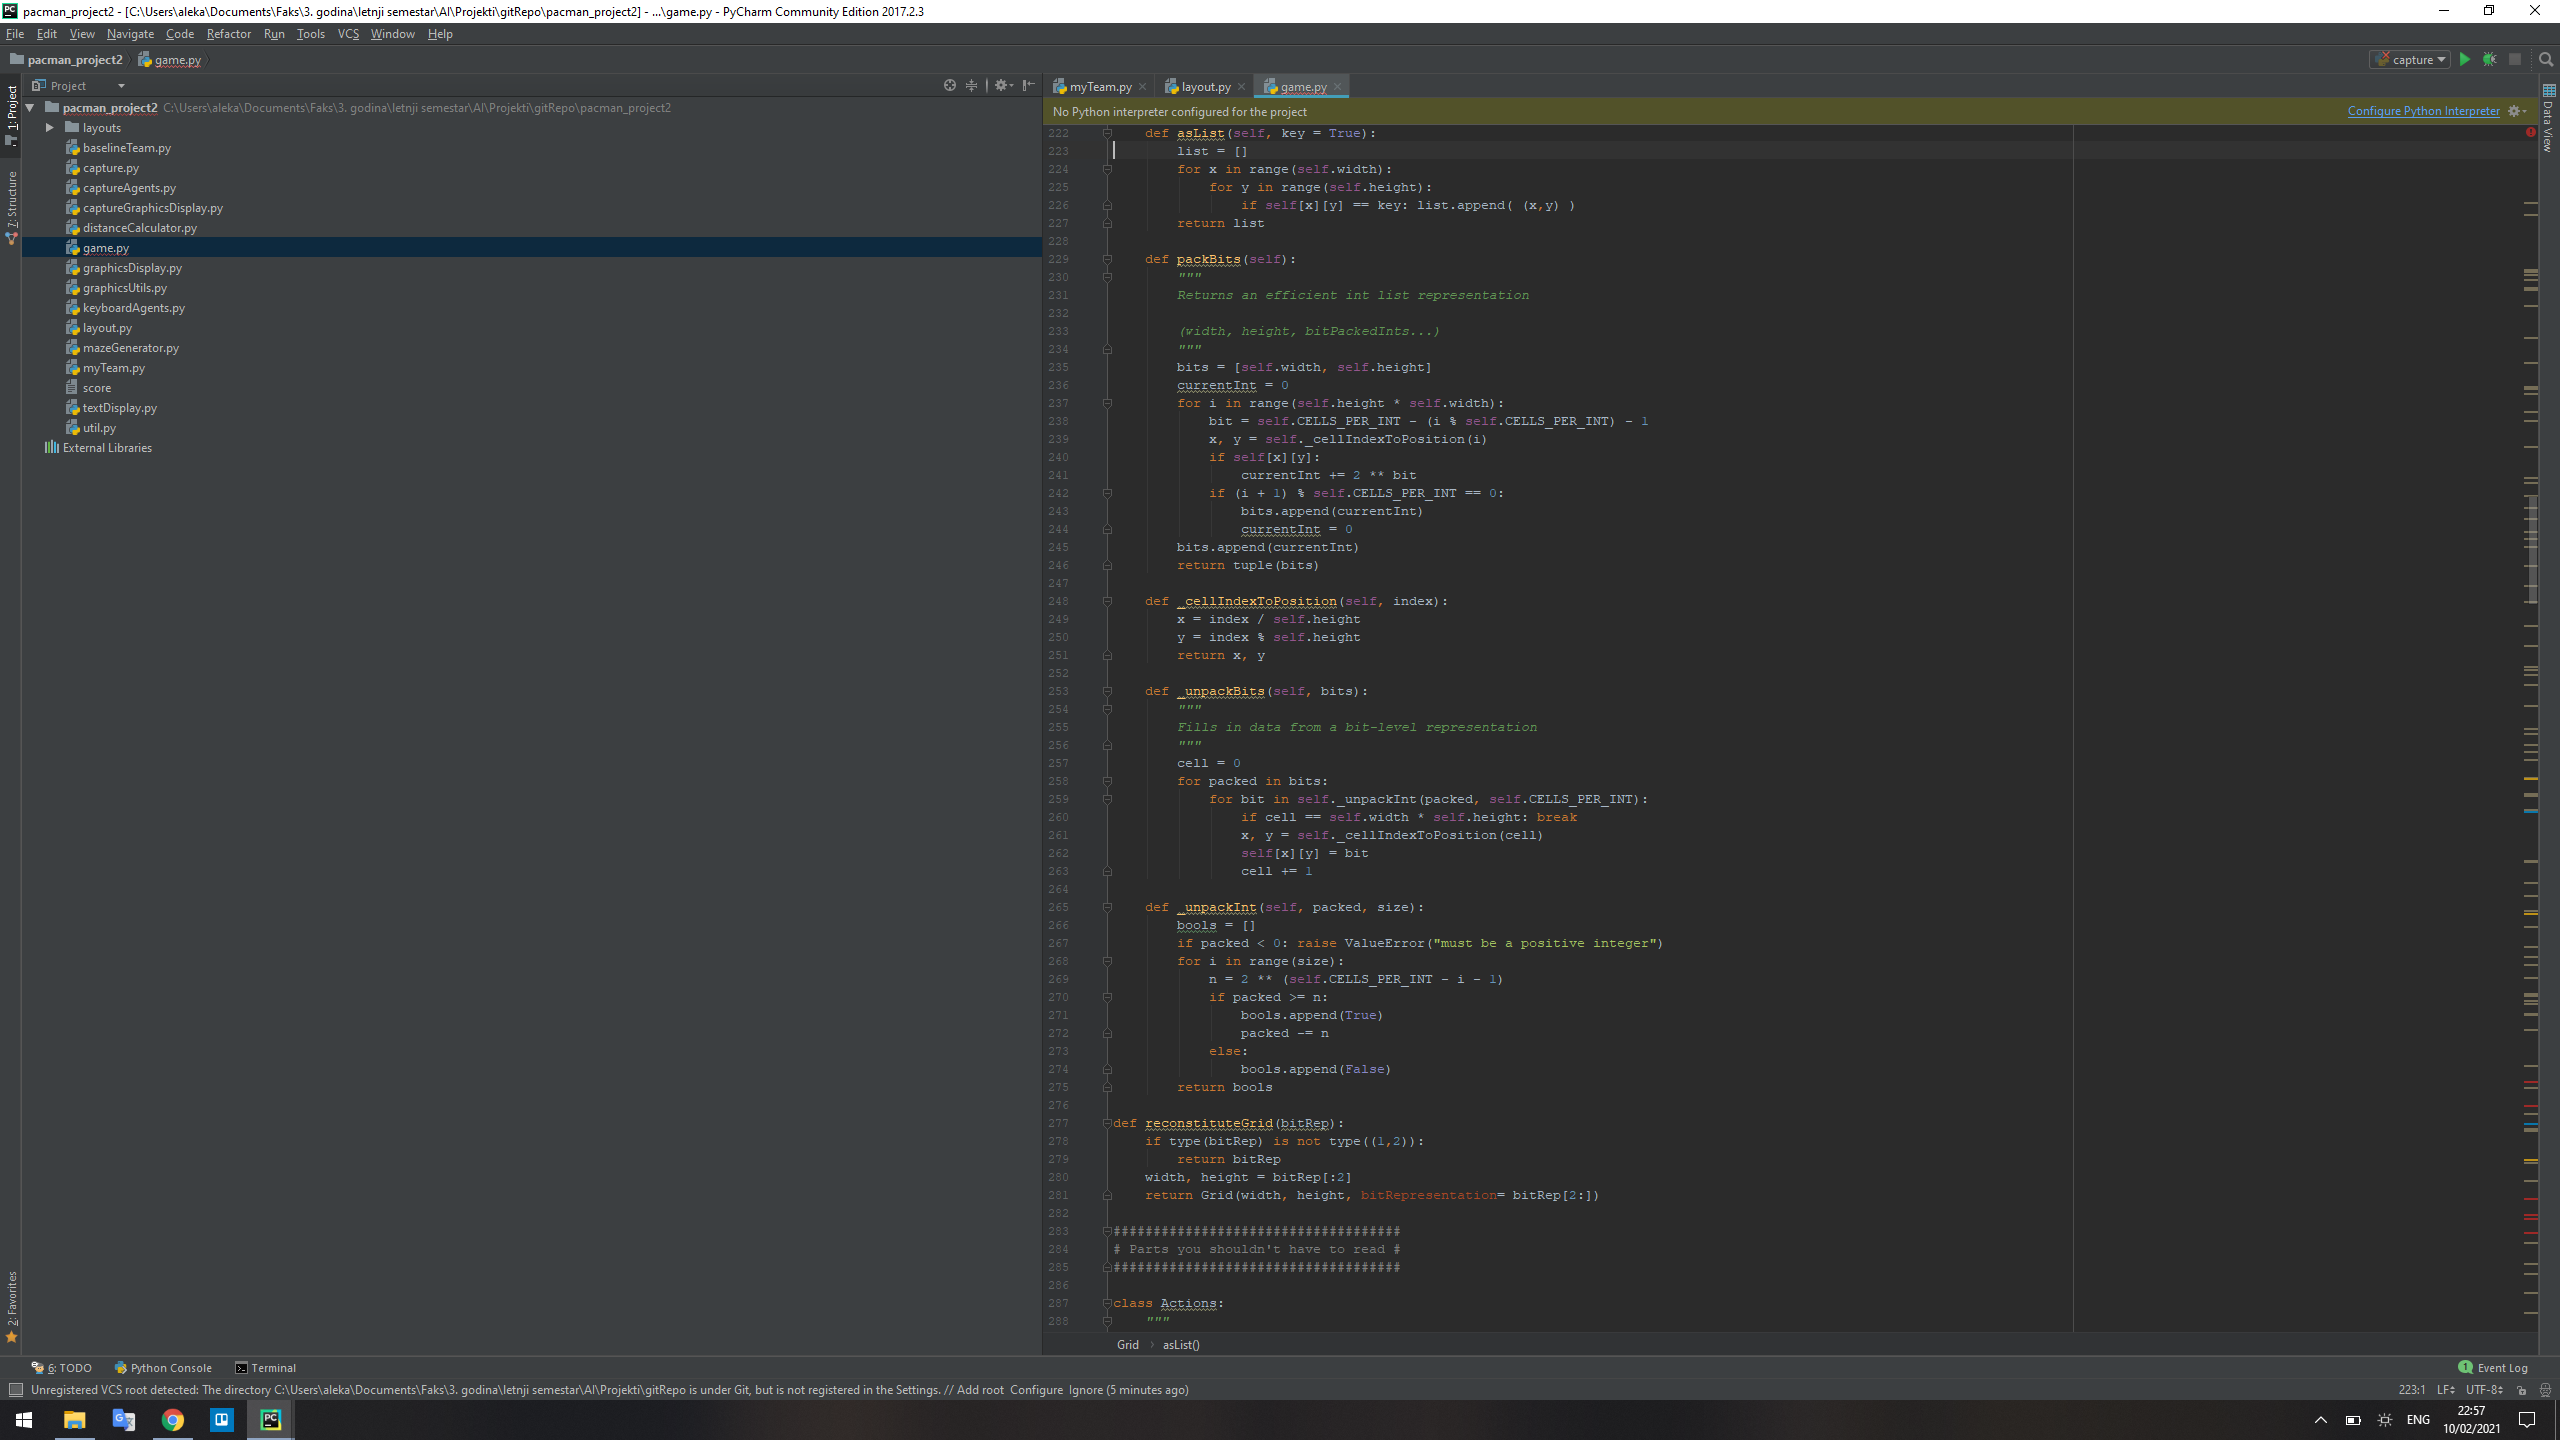 pacman_project2 - [C:\Users\aleka\Documents\Faks\3. godina\letnji semestar\AI\Projekti\gitRepo\pacman_project2] - ...\game.py - PyCharm Community Edition 2017.2.3
File Edit View Navigate Code Refactor Run Tools VCS Window Help
pacman_project2 game.py
capture
Project
myTeam.py layout.py game.py
No Python interpreter configured for the project
Configure Python Interpreter
1: Project
7: Structure
2: Favorites
Data View
pacman_project2 C:\Users\aleka\Documents\Faks\3. godina\letnji semestar\AI\Projekti\gitRepo\pacman_project2
layouts
baselineTeam.py
capture.py
captureAgents.py
captureGraphicsDisplay.py
distanceCalculator.py
game.py
graphicsDisplay.py
graphicsUtils.py
keyboardAgents.py
layout.py
mazeGenerator.py
myTeam.py
score
textDisplay.py
util.py
External Libraries
222     def asList(self, key = True):
223         list = []
224         for x in range(self.width):
225             for y in range(self.height):
226                 if self[x][y] == key: list.append( (x,y) )
227         return list
228
229     def packBits(self):
230         """
231         Returns an efficient int list representation
232
233         (width, height, bitPackedInts...)
234         """
235         bits = [self.width, self.height]
236         currentInt = 0
237         for i in range(self.height * self.width):
238             bit = self.CELLS_PER_INT - (i % self.CELLS_PER_INT) - 1
239             x, y = self._cellIndexToPosition(i)
240             if self[x][y]:
241                 currentInt += 2 ** bit
242             if (i + 1) % self.CELLS_PER_INT == 0:
243                 bits.append(currentInt)
244                 currentInt = 0
245         bits.append(currentInt)
246         return tuple(bits)
247
248     def _cellIndexToPosition(self, index):
249         x = index / self.height
250         y = index % self.height
251         return x, y
252
253     def _unpackBits(self, bits):
254         """
255         Fills in data from a bit-level representation
256         """
257         cell = 0
258         for packed in bits:
259             for bit in self._unpackInt(packed, self.CELLS_PER_INT):
260                 if cell == self.width * self.height: break
261                 x, y = self._cellIndexToPosition(cell)
262                 self[x][y] = bit
263                 cell += 1
264
265     def _unpackInt(self, packed, size):
266         bools = []
267         if packed < 0: raise ValueError("must be a positive integer")
268         for i in range(size):
269             n = 2 ** (self.CELLS_PER_INT - i - 1)
270             if packed >= n:
271                 bools.append(True)
272                 packed -= n
273             else:
274                 bools.append(False)
275         return bools
276
277 def reconstituteGrid(bitRep):
278     if type(bitRep) is not type((1,2)):
279         return bitRep
280     width, height = bitRep[:2]
281     return Grid(width, height, bitRepresentation= bitRep[2:])
282
283 ####################################
284 # Parts you shouldn't have to read #
285 ####################################
286
287 class Actions:
288     """
Grid asList()
6: TODO Python Console Terminal
1 Event Log
Unregistered VCS root detected: The directory C:\Users\aleka\Documents\Faks\3. godina\letnji semestar\AI\Projekti\gitRepo is under Git, but is not registered in the Settings. // Add root Configure Ignore (5 minutes ago)
223:1 LF UTF-8
ENG
22:57
10/02/2021